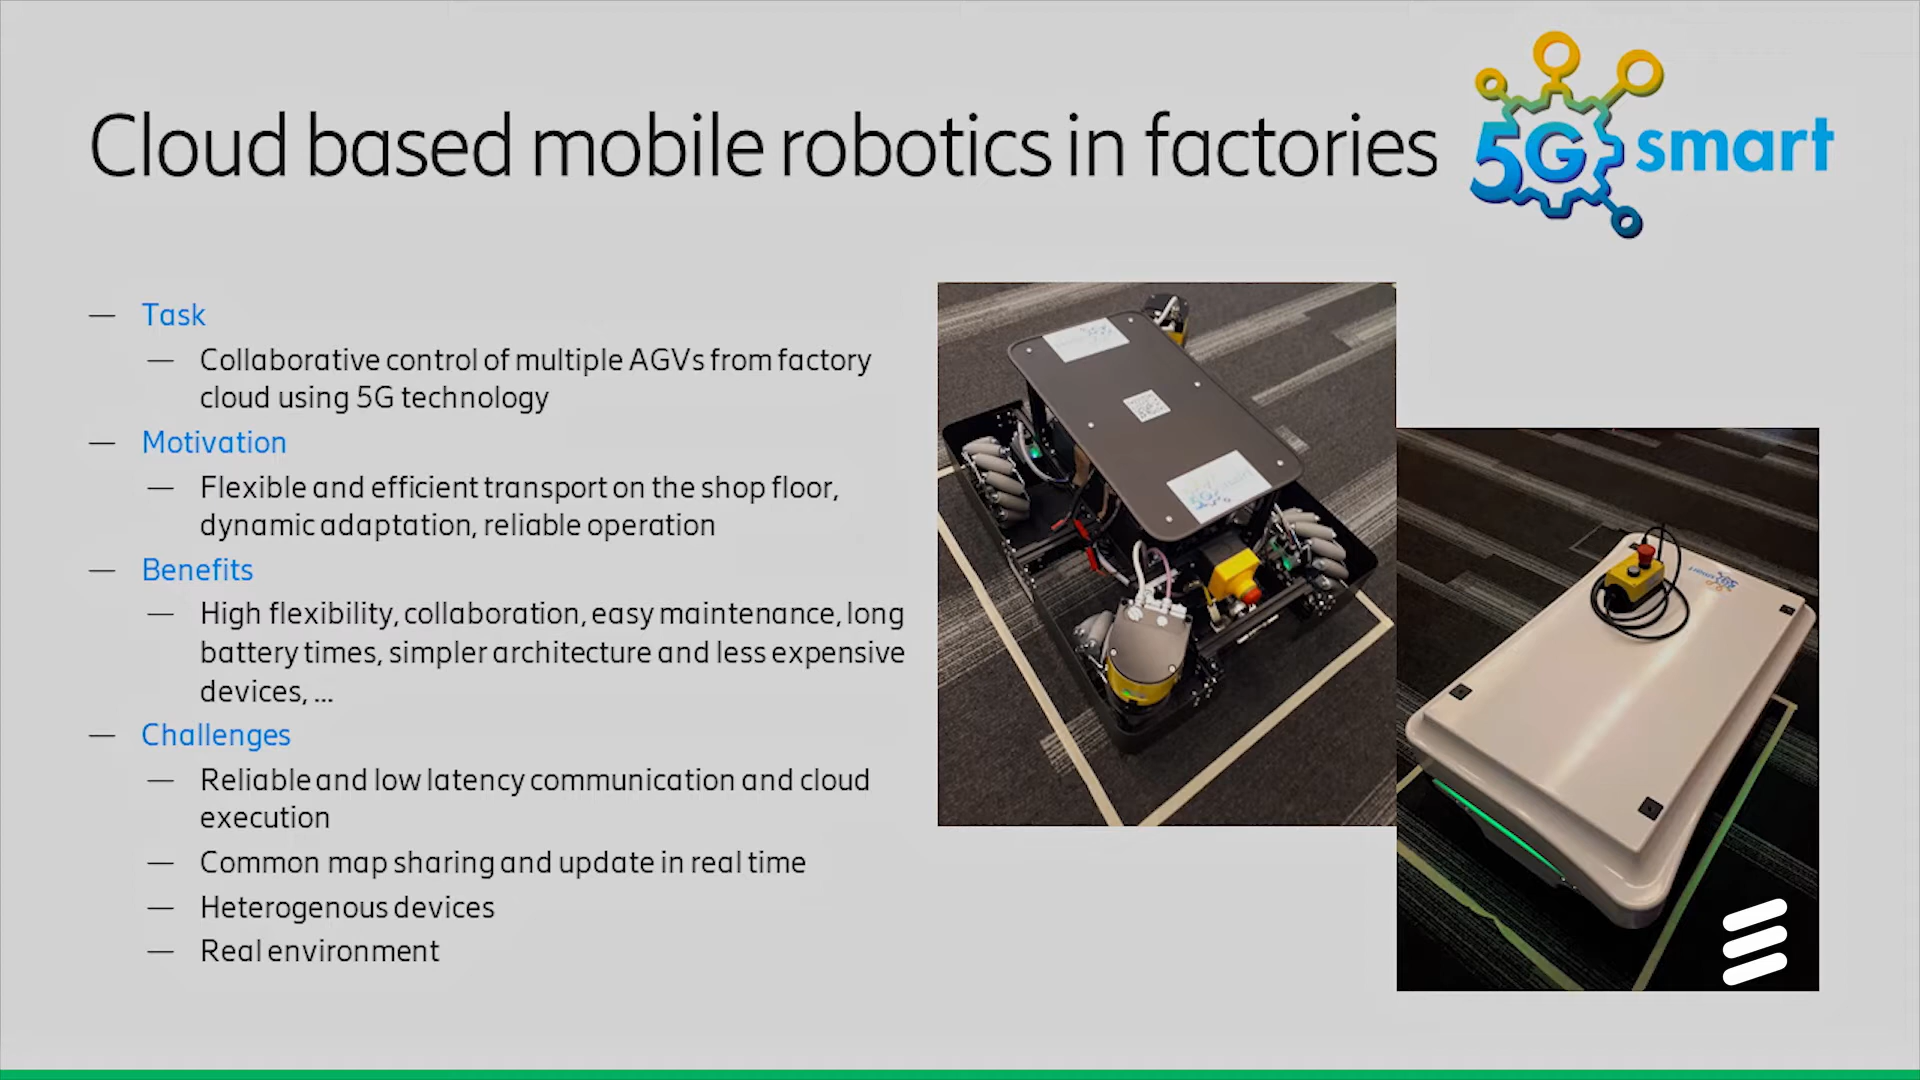 Cloud based mobile robotics in factories
5G smart
— Task
— Collaborative control of multiple AGVs from factory
cloud using 5G technology
— Motivation
— Flexible and efficient transport on the shop floor,
dynamic adaptation, reliable operation
— Benefits
— High flexibility, collaboration, easy maintenance, long
battery times, simpler architecture and less expensive
devices, ...
— Challenges
— Reliable and low latency communication and cloud
execution
— Common map sharing and update in real time
— Heterogenous devices
— Real environment